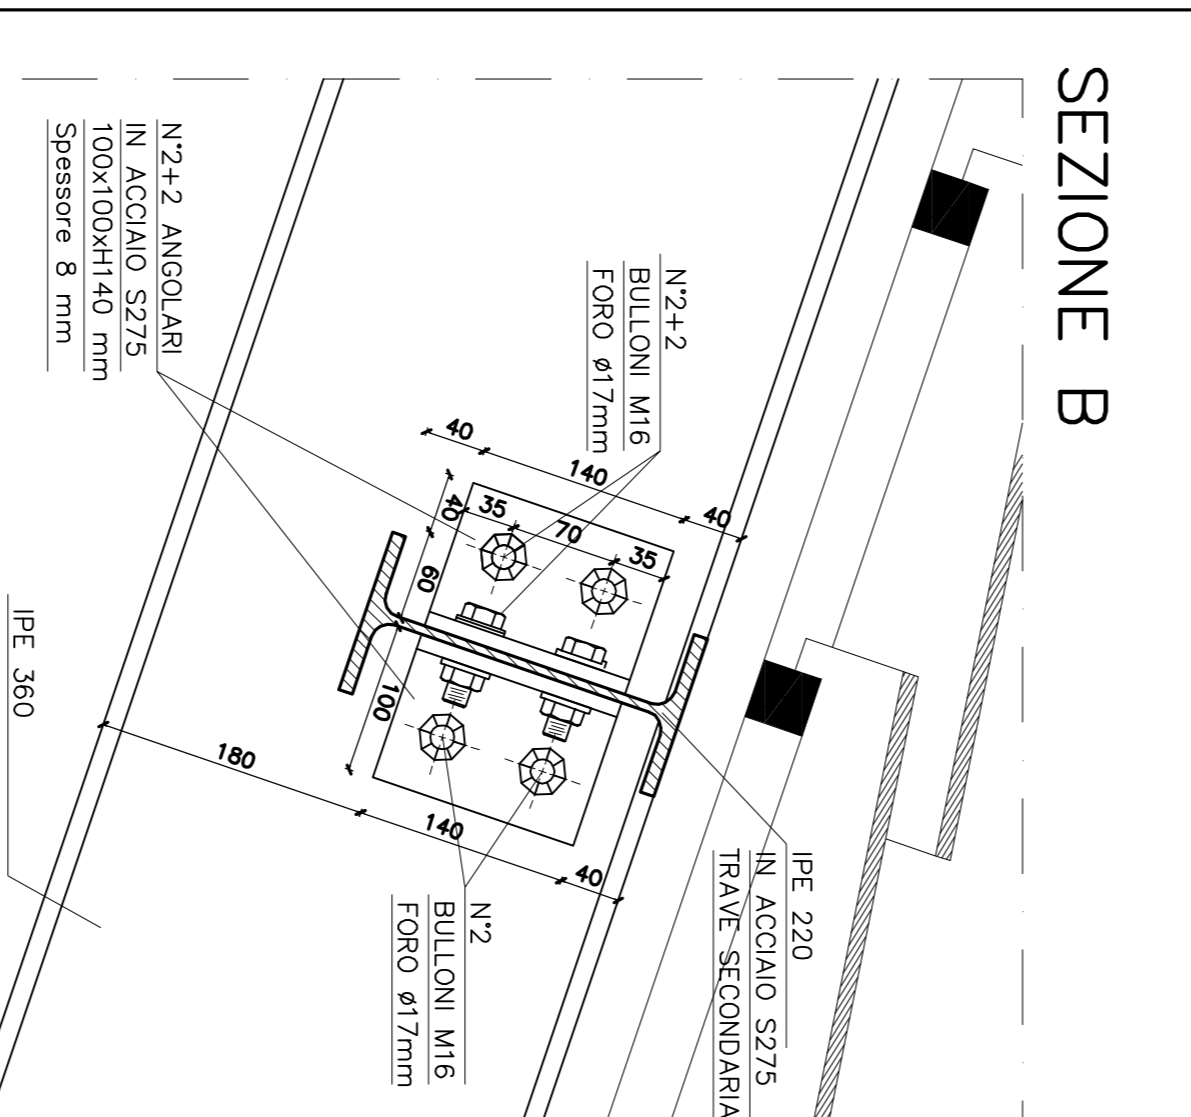 SEZIONE B
N°2+2
BULLONI M16
FORO ø17mm
N°2+2 ANGOLARI
IN ACCIAIO S275
100x100xH140 mm
Spessore 8 mm
40
140
40
35
70
35
40
60
100
180
140
40
IPE 220
IN ACCIAIO S275
TRAVE SECONDARIA
N°2
BULLONI M16
FORO ø17mm
IPE 360